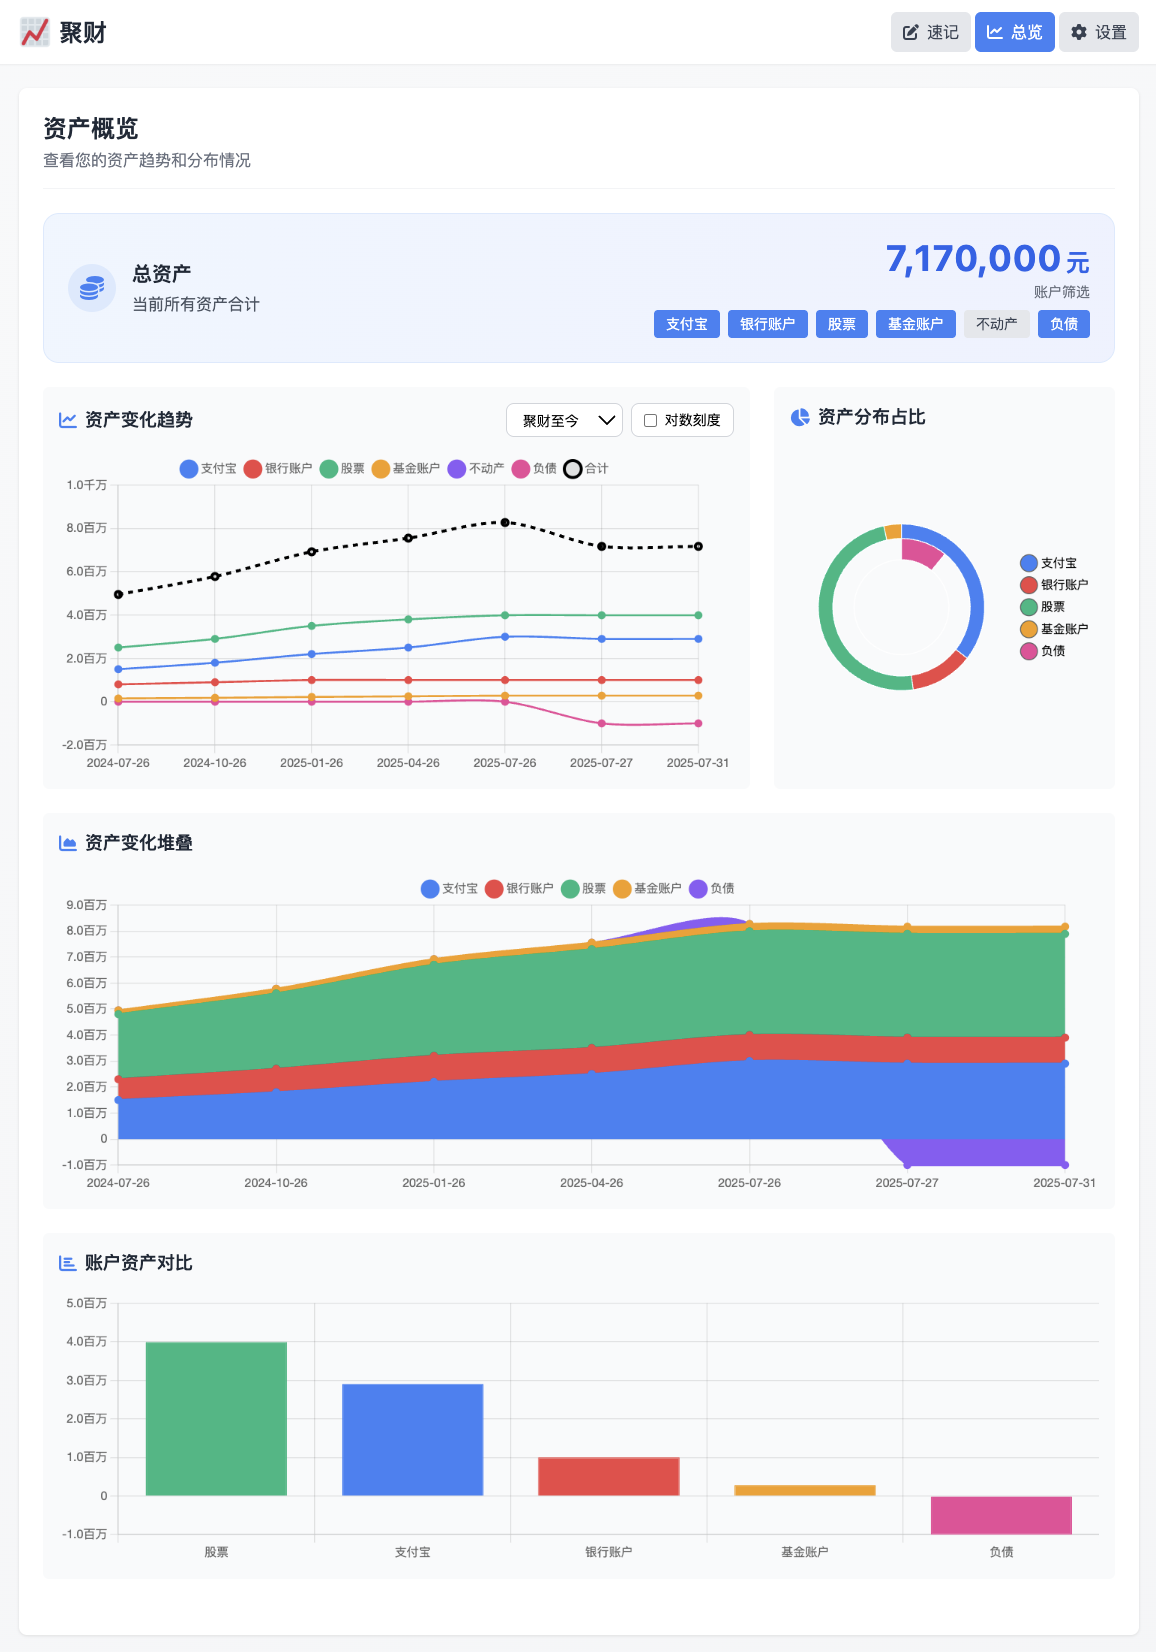 聚财
速记 总览 设置
资产概览
查看您的资产趋势和分布情况
总资产
当前所有资产合计
7,170,000 元
账户筛选
支付宝 银行账户 股票 基金账户 不动产 负债
资产变化趋势
聚财至今 对数刻度
支付宝 银行账户 股票 基金账户 不动产 负债 合计
1.0千万
8.0百万
6.0百万
4.0百万
2.0百万
0
-2.0百万
2024-07-26 2024-10-26 2025-01-26 2025-04-26 2025-07-26 2025-07-27 2025-07-31
资产分布占比
支付宝
银行账户
股票
基金账户
负债
资产变化堆叠
支付宝 银行账户 股票 基金账户 负债
9.0百万
8.0百万
7.0百万
6.0百万
5.0百万
4.0百万
3.0百万
2.0百万
1.0百万
0
-1.0百万
2024-07-26 2024-10-26 2025-01-26 2025-04-26 2025-07-26 2025-07-27 2025-07-31
账户资产对比
5.0百万
4.0百万
3.0百万
2.0百万
1.0百万
0
-1.0百万
股票 支付宝 银行账户 基金账户 负债